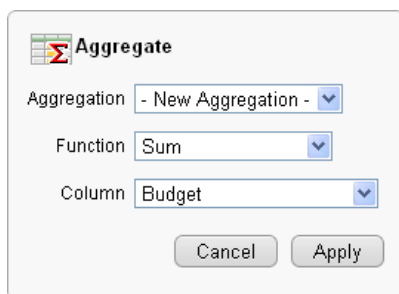 Aggregate
Aggregation - New Aggregation -
Function Sum
Column Budget
Cancel Apply